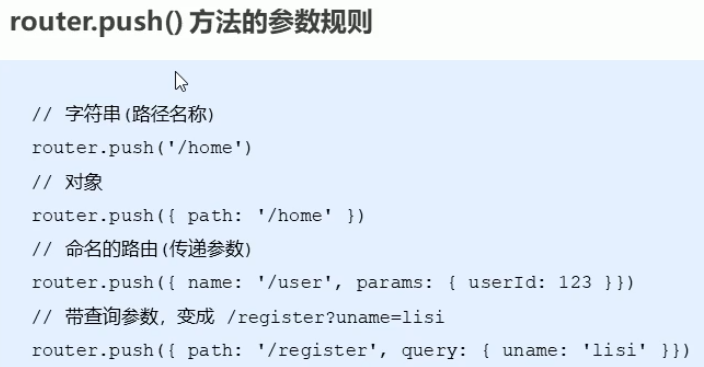 router.push() 方法的参数规则
// 字符串(路径名称)
router.push('/home')
// 对象
router.push({ path: '/home' })
// 命名的路由(传递参数)
router.push({ name: '/user', params: { userId: 123 }})
// 带查询参数，变成 /register?uname=lisi
router.push({ path: '/register', query: { uname: 'lisi' }})